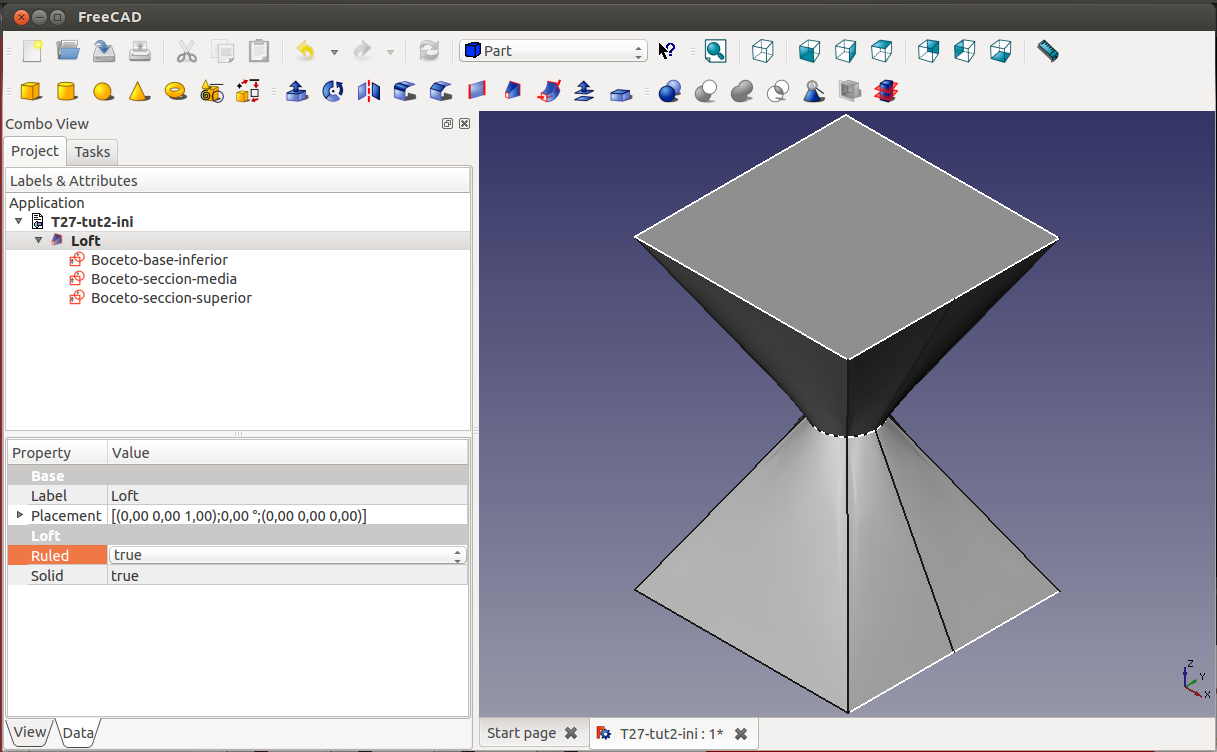 FreeCAD
Part
Combo View
Project Tasks
Labels & Attributes
Application
T27-tut2-ini
Loft
Boceto-base-inferior
Boceto-seccion-media
Boceto-seccion-superior
Property Value
Base
Label Loft
Placement [(0,00 0,00 1,00);0,00 °;(0,00 0,00 0,00)]
Loft
Ruled true
Solid true
View Data
Start page T27-tut2-ini : 1*
Z
Y
X